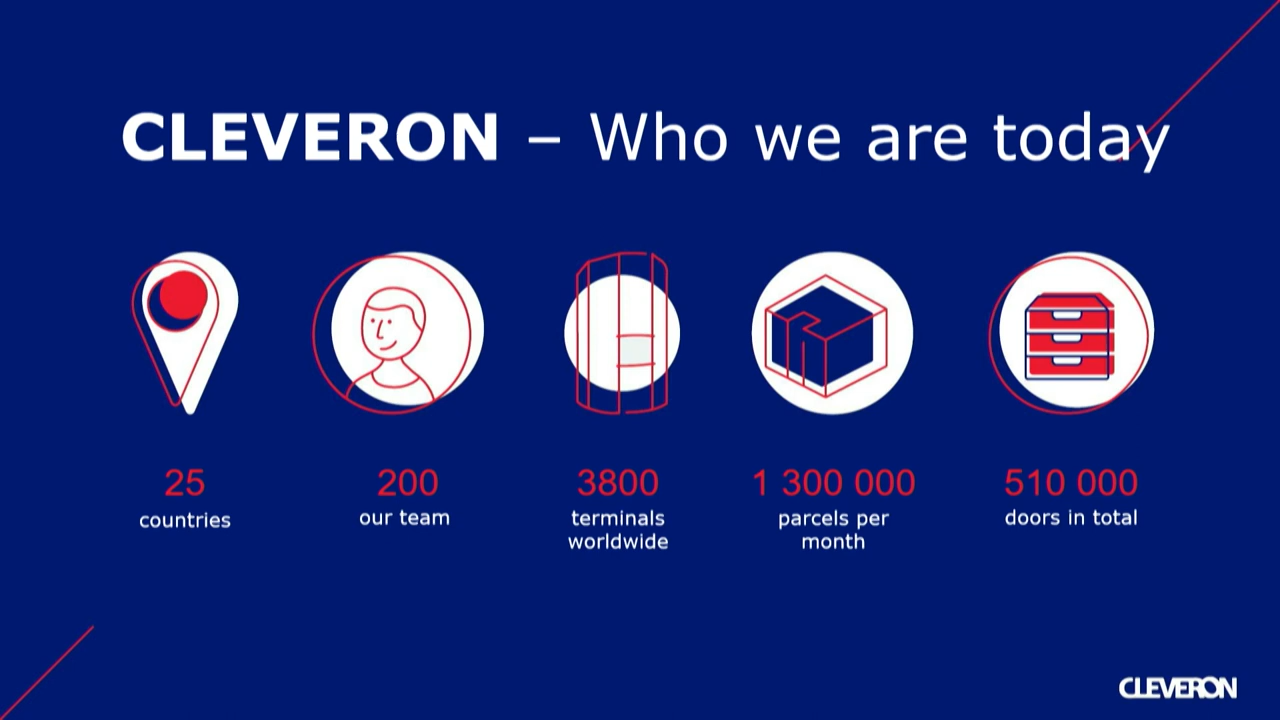 CLEVERON – Who we are today
25
countries
200
our team
3800
terminals
worldwide
1 300 000
parcels per
month
510 000
doors in total
CLEVERON